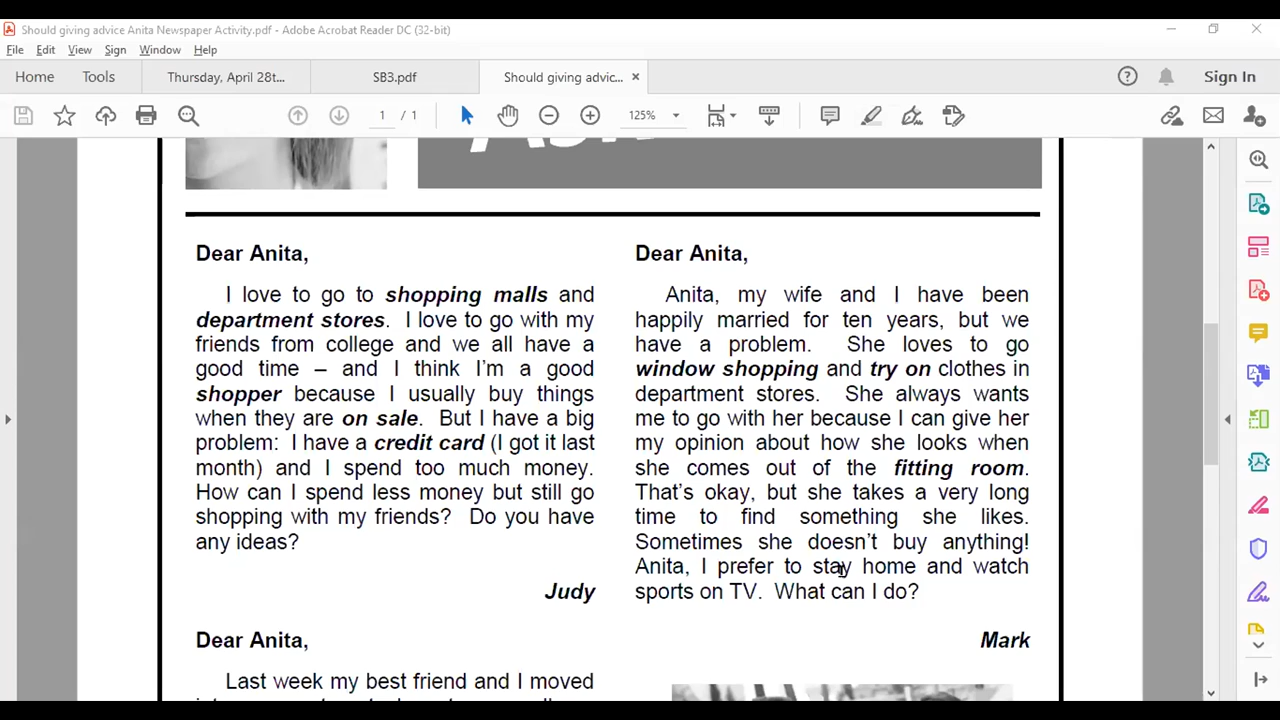 Should giving advice Anita Newspaper Activity.pdf - Adobe Acrobat Reader DC (32-bit)
File Edit View Sign Window Help
Home Tools Thursday, April 28t... SB3.pdf Should giving advic... ×
1 / 1 125%
Sign In
Dear Anita,
I love to go to shopping malls and
department stores. I love to go with my
friends from college and we all have a
good time – and I think I'm a good
shopper because I usually buy things
when they are on sale. But I have a big
problem: I have a credit card (I got it last
month) and I spend too much money.
How can I spend less money but still go
shopping with my friends? Do you have
any ideas?
Judy
Dear Anita,
Last week my best friend and I moved
Dear Anita,
Anita, my wife and I have been
happily married for ten years, but we
have a problem. She loves to go
window shopping and try on clothes in
department stores. She always wants
me to go with her because I can give her
my opinion about how she looks when
she comes out of the fitting room.
That's okay, but she takes a very long
time to find something she likes.
Sometimes she doesn't buy anything!
Anita, I prefer to stay home and watch
sports on TV. What can I do?
Mark